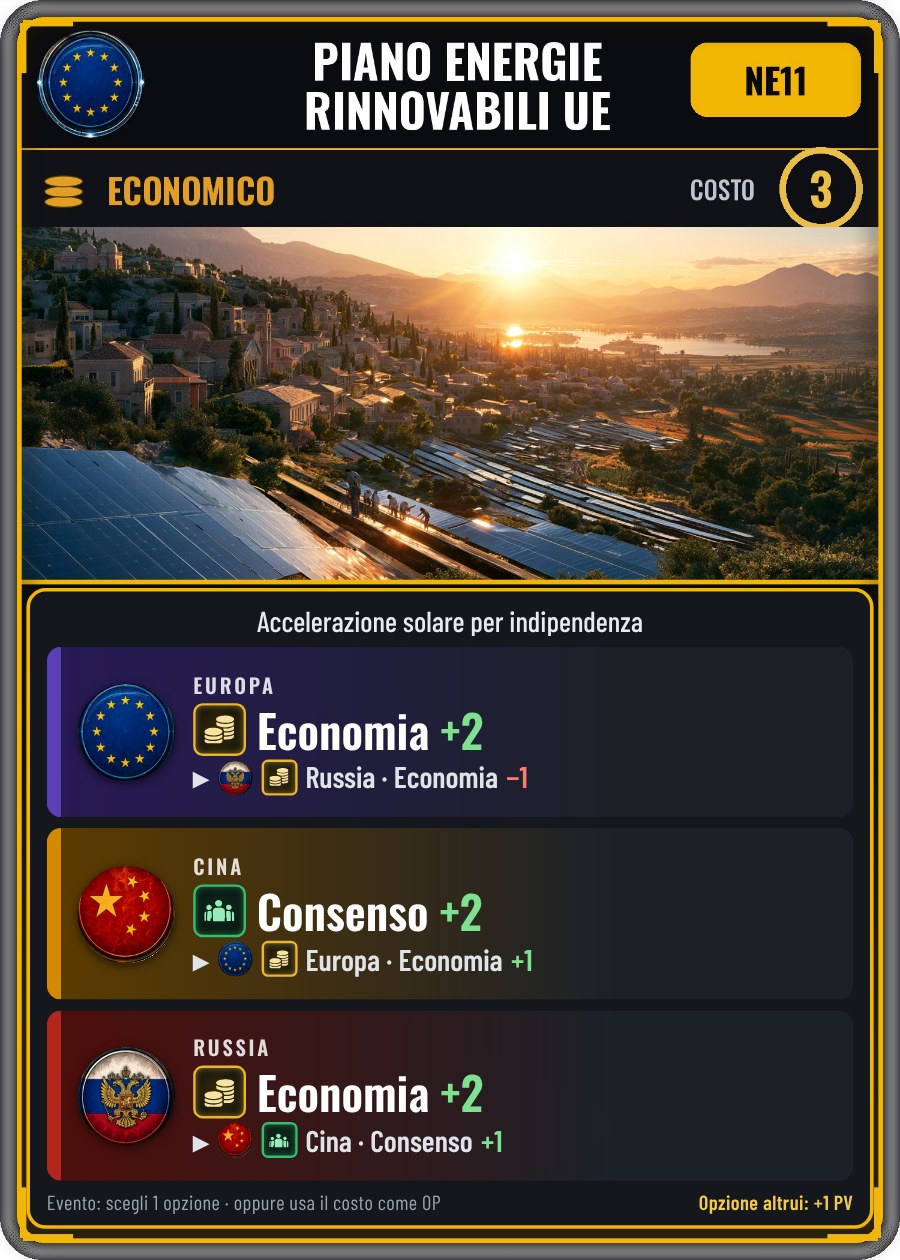 PIANO ENERGIE
RINNOVABILI UE
NE11
ECONOMICO
COSTO
3
Accelerazione solare per indipendenza
EUROPA
Economia +2
▶ Russia · Economia −1
CINA
Consenso +2
▶ Europa · Economia +1
RUSSIA
Economia +2
▶ Cina · Consenso +1
Evento: scegli 1 opzione · oppure usa il costo come OP
Opzione altrui: +1 PV